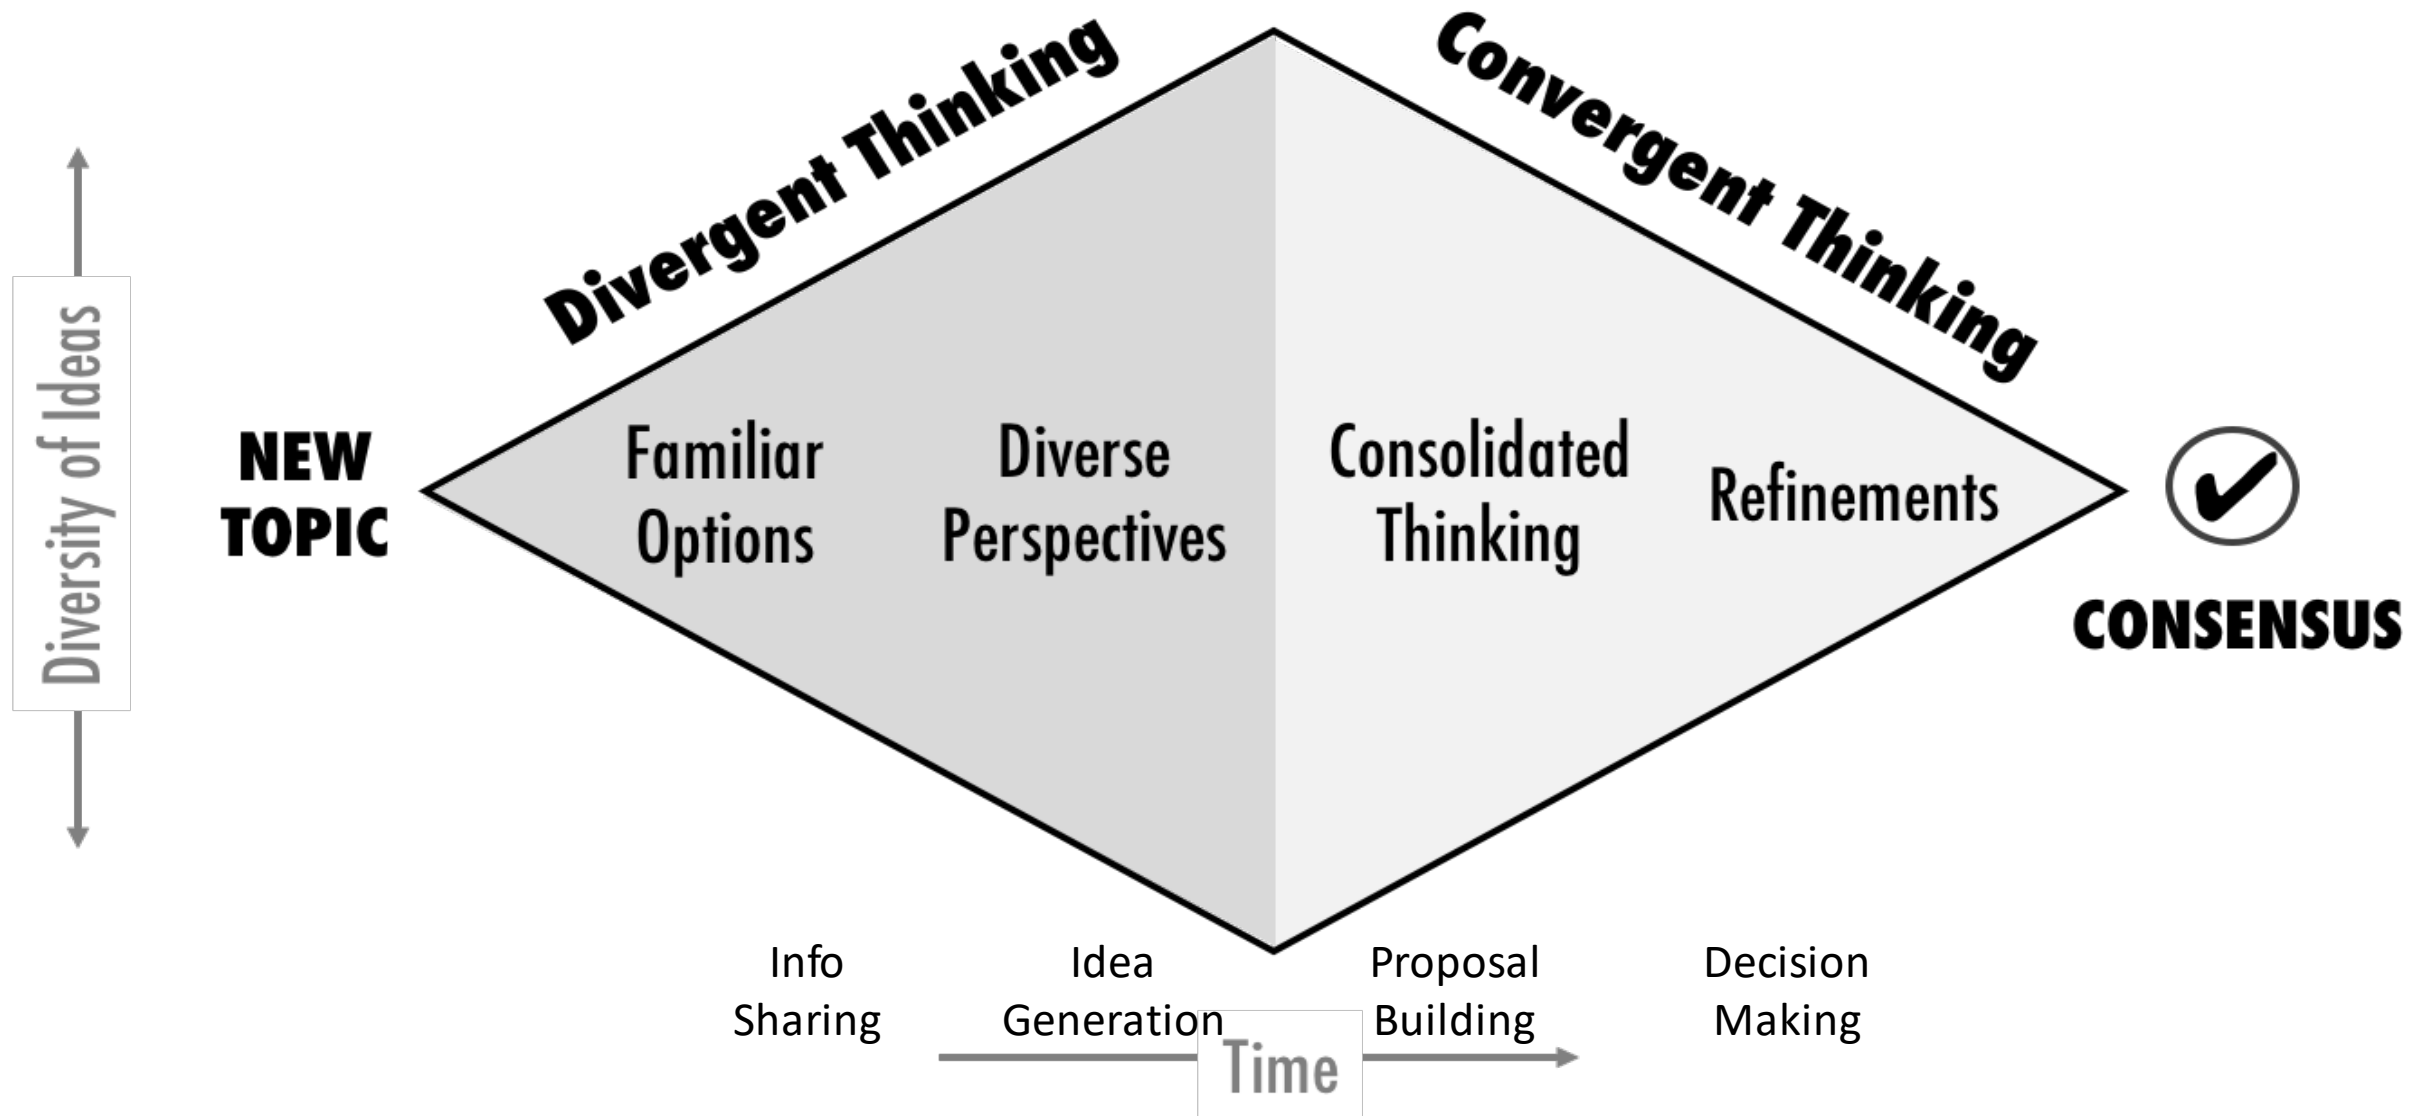 Divergent Thinking
Convergent Thinking
Diversity of Ideas
NEW
TOPIC
Familiar
Options
Diverse
Perspectives
Consolidated
Thinking
Refinements
CONSENSUS
Info
Sharing
Idea
Generation
Proposal
Building
Decision
Making
Time